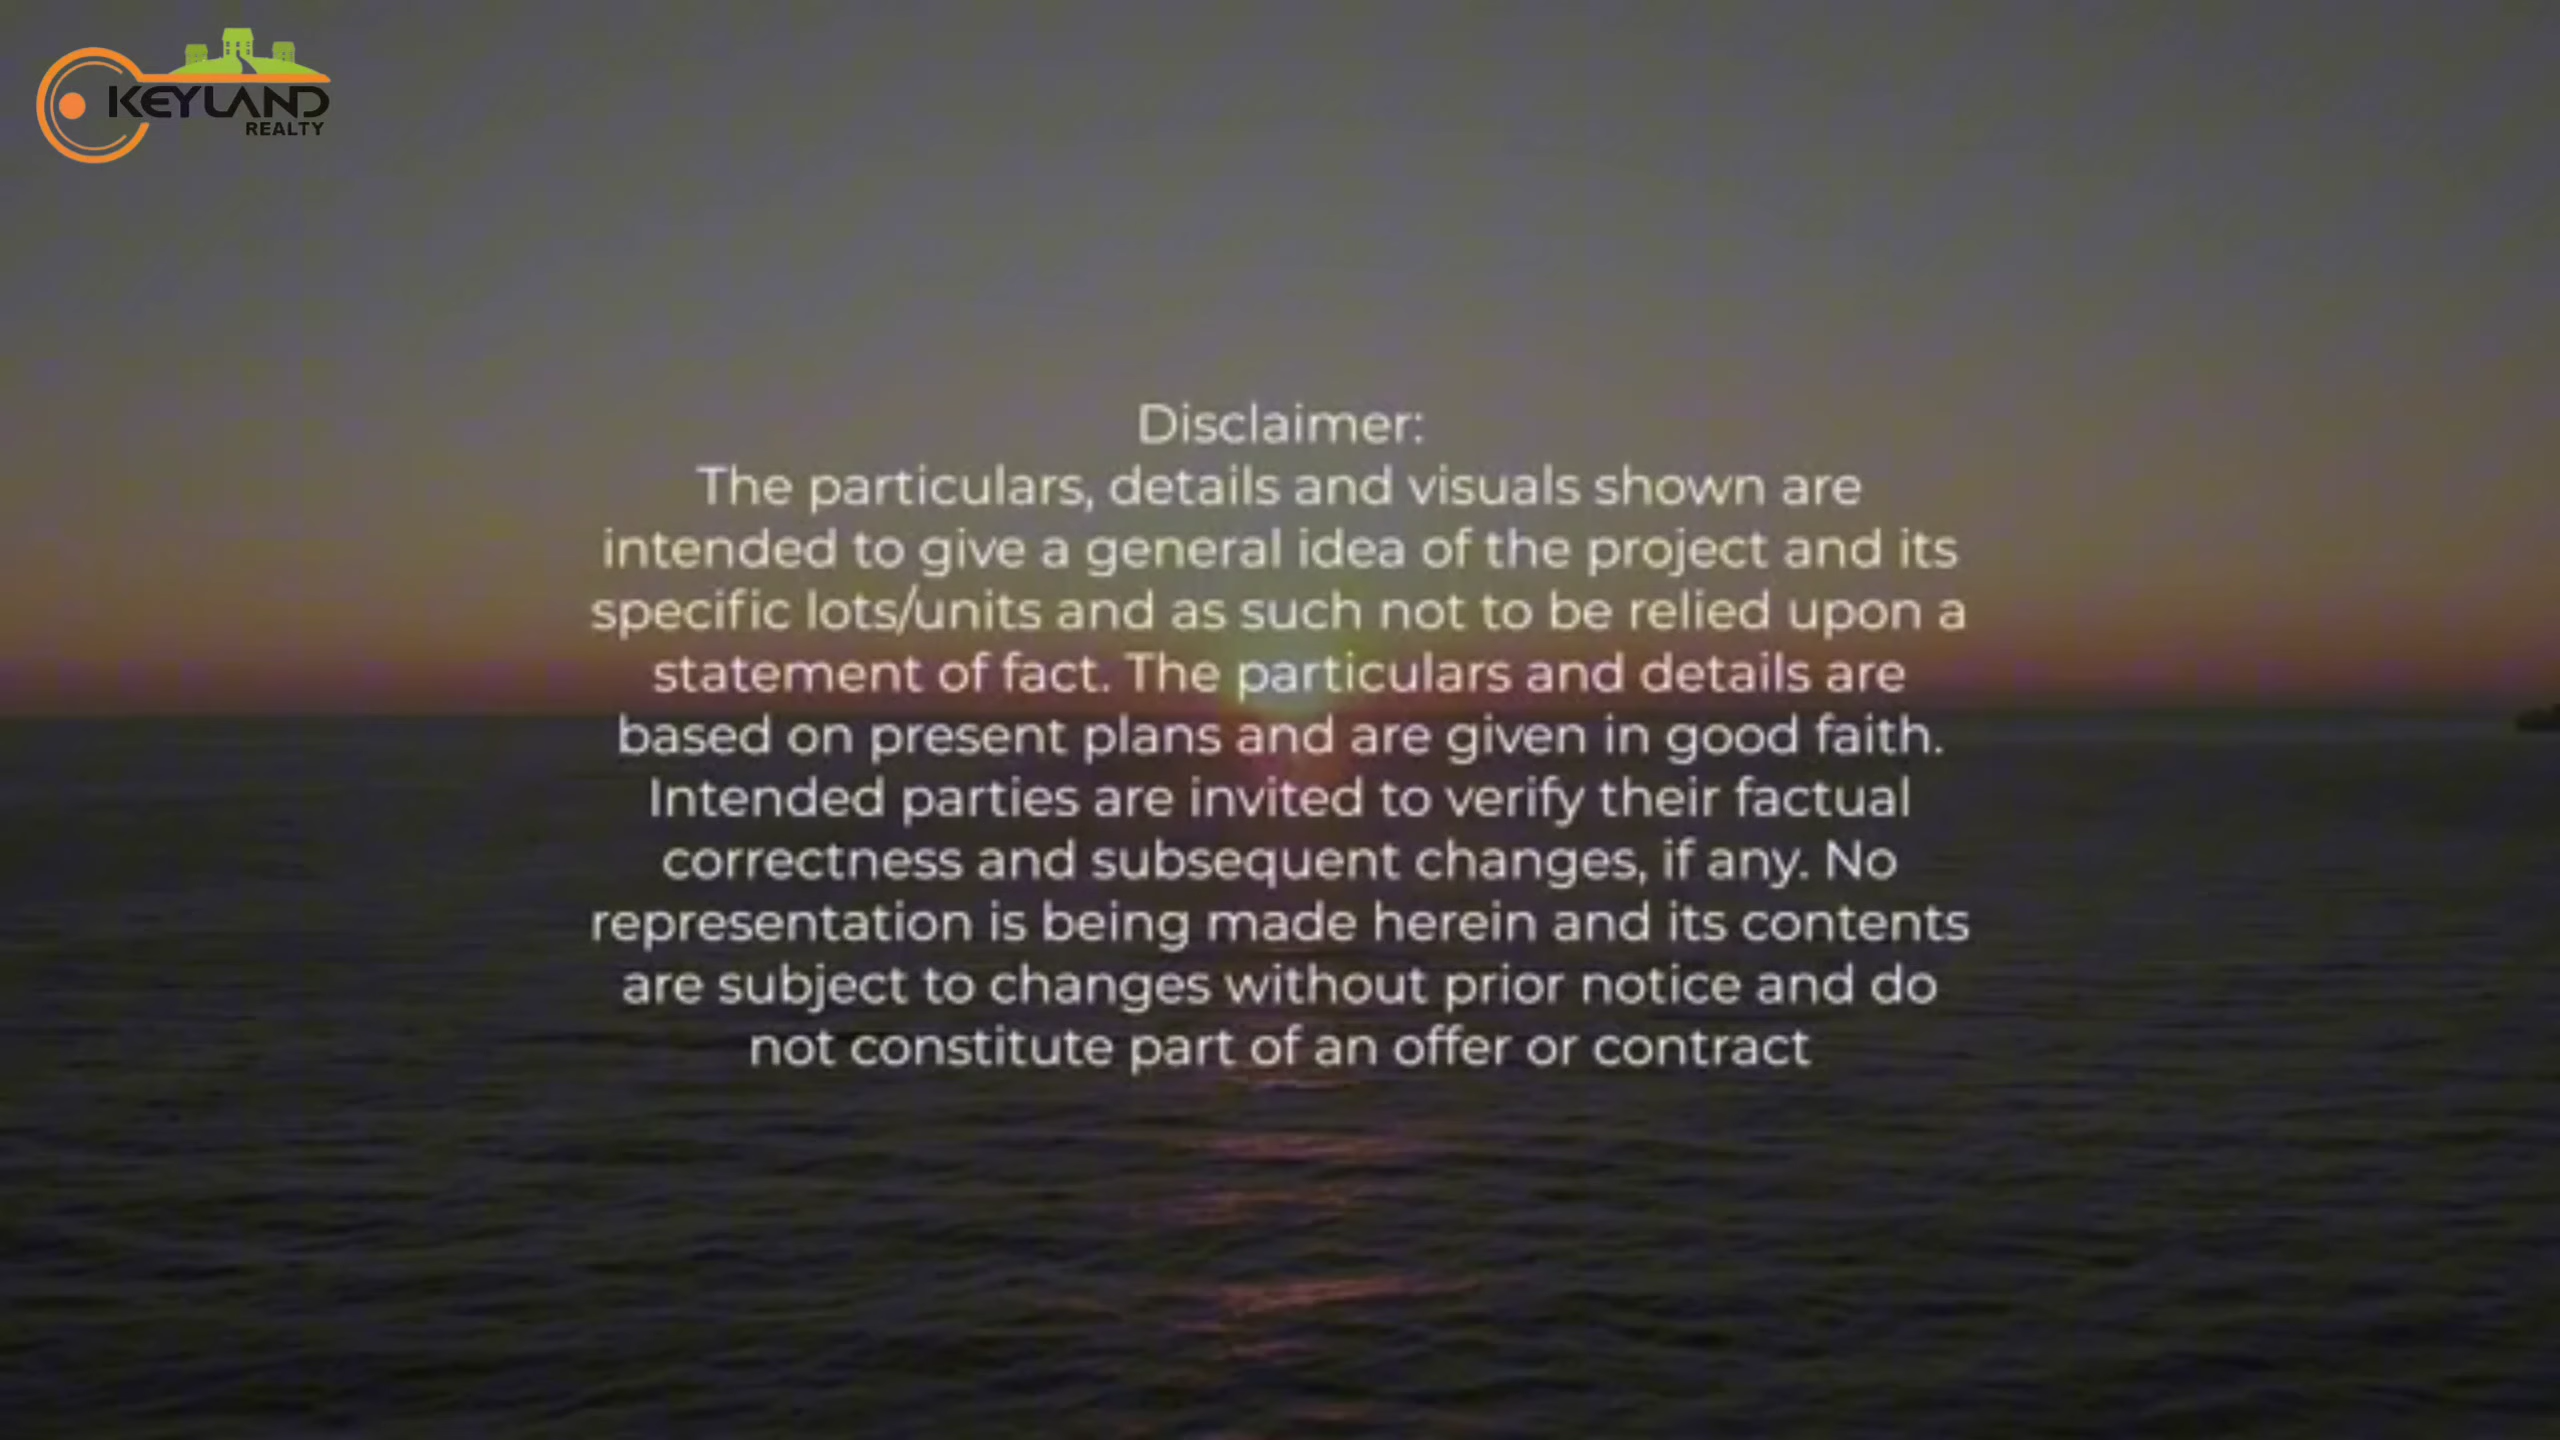 KEYLAND
REALTY
Disclaimer:
The particulars, details and visuals shown are
intended to give a general idea of the project and its
specific lots/units and as such not to be relied upon a
statement of fact. The particulars and details are
based on present plans and are given in good faith.
Intended parties are invited to verify their factual
correctness and subsequent changes, if any. No
representation is being made herein and its contents
are subject to changes without prior notice and do
not constitute part of an offer or contract